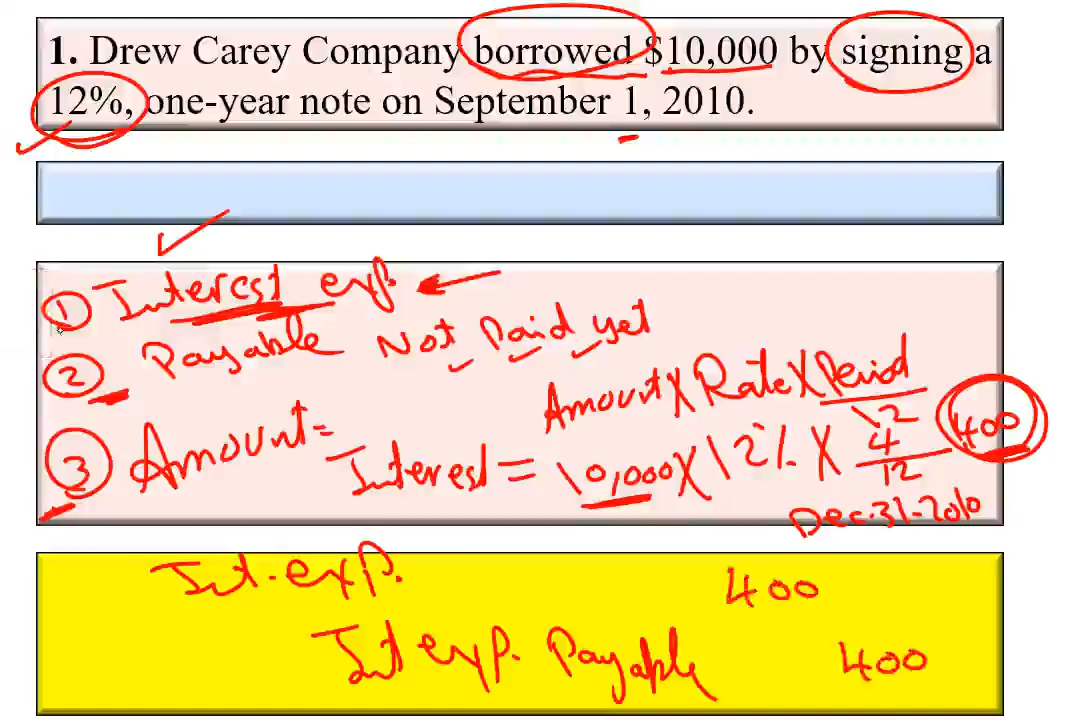 1. Drew Carey Company borrowed $10,000 by signing a
12%, one-year note on September 1, 2010.
① Interest exp.
② Payable Not Paid yet
Amount X Rate X Period
12
③ Amount =
Interest = 10,000 X 12% X 4
12
400
Dec-31-2010
Int. exp. 400
Int exp. Payable 400